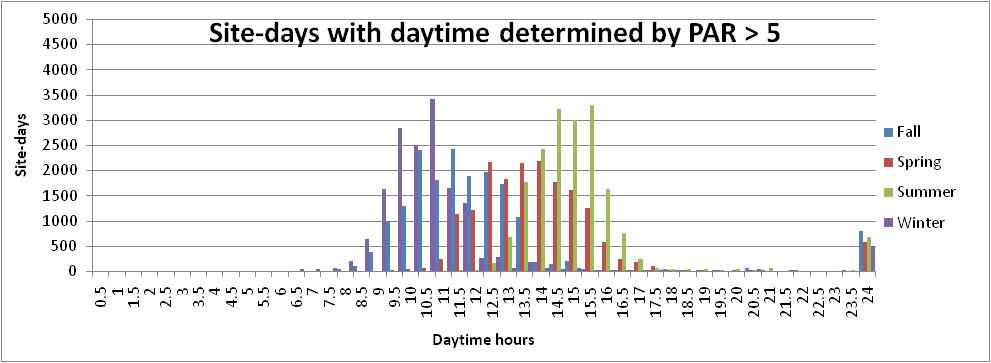 Site-days with daytime determined by PAR > 5
5000
4500
4000
3500
3000
2500
2000
1500
1000
500
0
Site-days
0.5 1 1.5 2 2.5 3 3.5 4 4.5 5 5.5 6 6.5 7 7.5 8 8.5 9 9.5 10 10.5 11 11.5 12 12.5 13 13.5 14 14.5 15 15.5 16 16.5 17 17.5 18 18.5 19 19.5 20 20.5 21 21.5 22 22.5 23 23.5 24
Daytime hours
Fall
Spring
Summer
Winter